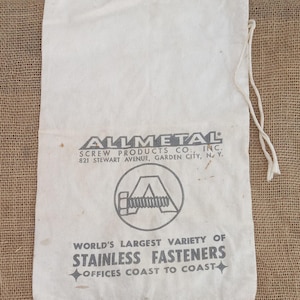 ALLMETAL
SCREW PRODUCTS CO., INC.
821 STEWART AVENUE, GARDEN CITY, N.Y.
A
WORLD'S LARGEST VARIETY OF
STAINLESS FASTENERS
OFFICES COAST TO COAST